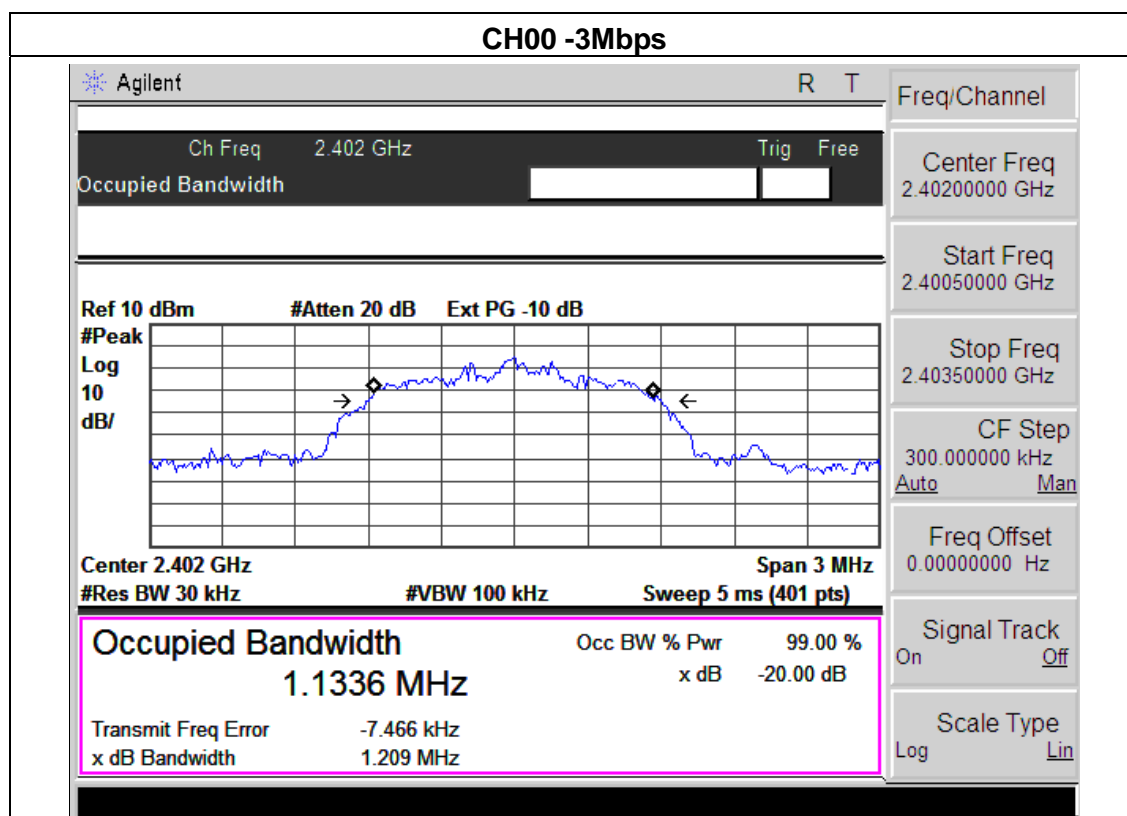 CH00 -3Mbps
Agilent R T
Ch Freq 2.402 GHz Trig Free
Occupied Bandwidth
Ref 10 dBm #Atten 20 dB Ext PG -10 dB
#Peak
Log
10
dB/
Center 2.402 GHz Span 3 MHz
#Res BW 30 kHz #VBW 100 kHz Sweep 5 ms (401 pts)
Occupied Bandwidth Occ BW % Pwr 99.00 %
1.1336 MHz x dB -20.00 dB
Transmit Freq Error -7.466 kHz
x dB Bandwidth 1.209 MHz
Freq/Channel
Center Freq
2.40200000 GHz
Start Freq
2.40050000 GHz
Stop Freq
2.40350000 GHz
CF Step
300.000000 kHz
Auto Man
Freq Offset
0.00000000 Hz
Signal Track
On Off
Scale Type
Log Lin